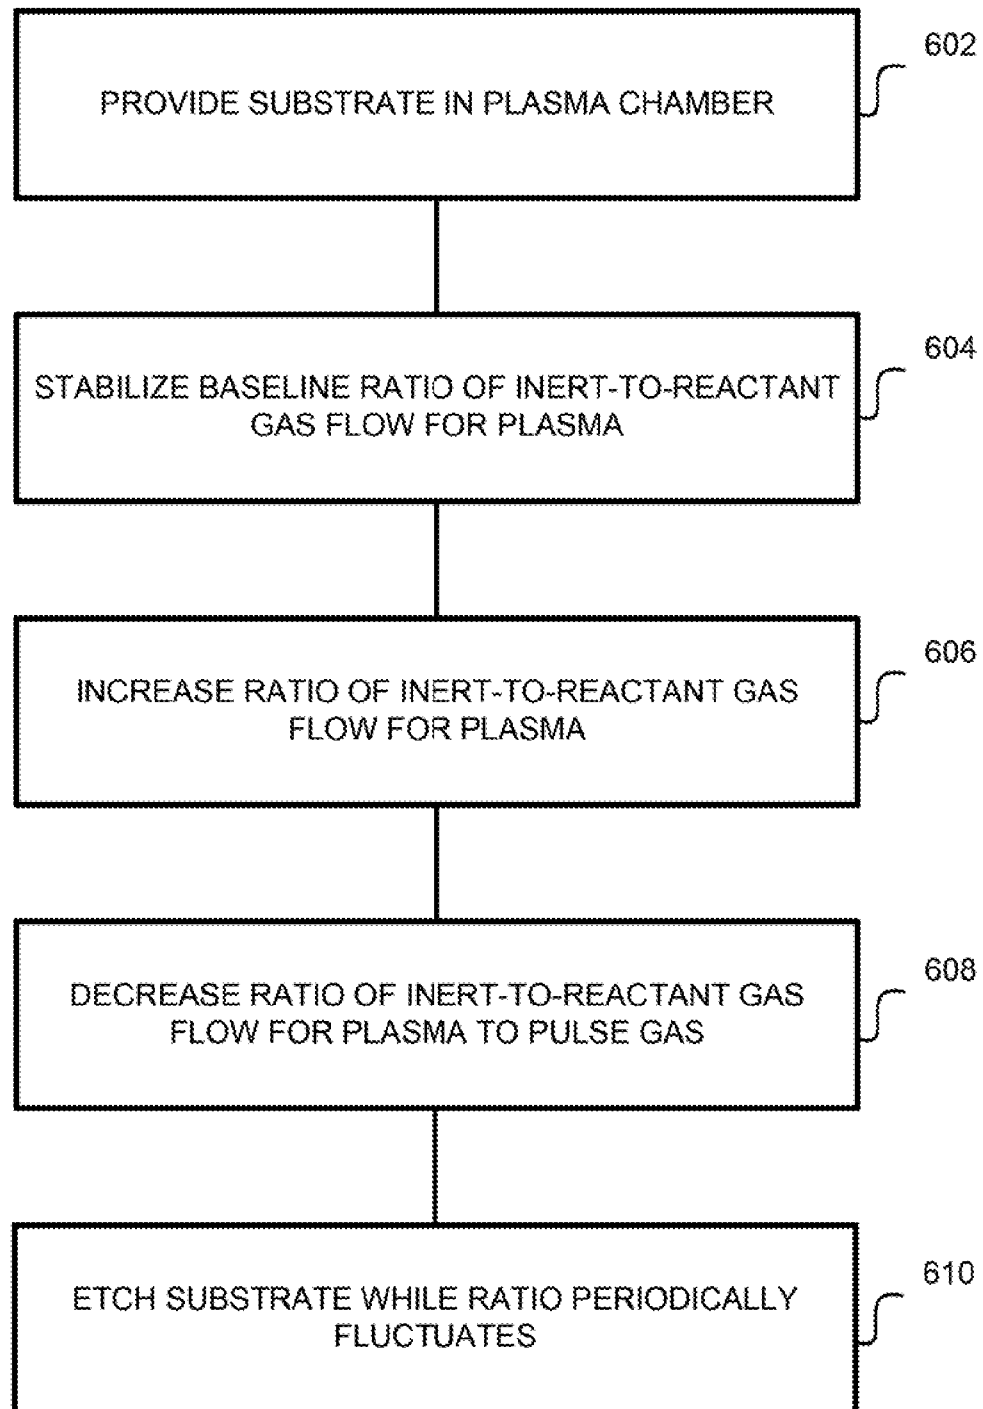 602
PROVIDE SUBSTRATE IN PLASMA CHAMBER
604
STABILIZE BASELINE RATIO OF INERT-TO-REACTANT
GAS FLOW FOR PLASMA
606
INCREASE RATIO OF INERT-TO-REACTANT GAS
FLOW FOR PLASMA
608
DECREASE RATIO OF INERT-TO-REACTANT GAS
FLOW FOR PLASMA TO PULSE GAS
610
ETCH SUBSTRATE WHILE RATIO PERIODICALLY
FLUCTUATES